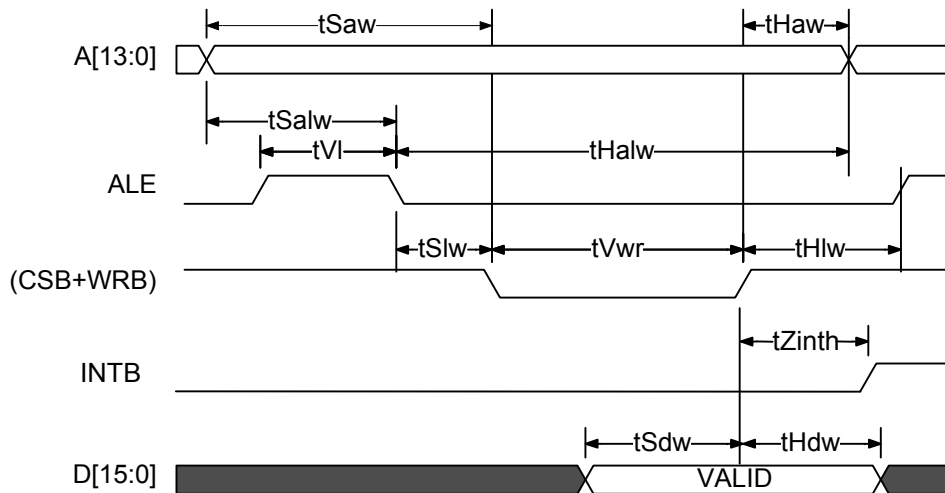 tSaw
tHaw
A[13:0]
tSalw
tVl
tHalw
ALE
tSlw
tVwr
tHlw
(CSB+WRB)
tZinth
INTB
tSdw
tHdw
D[15:0]
VALID